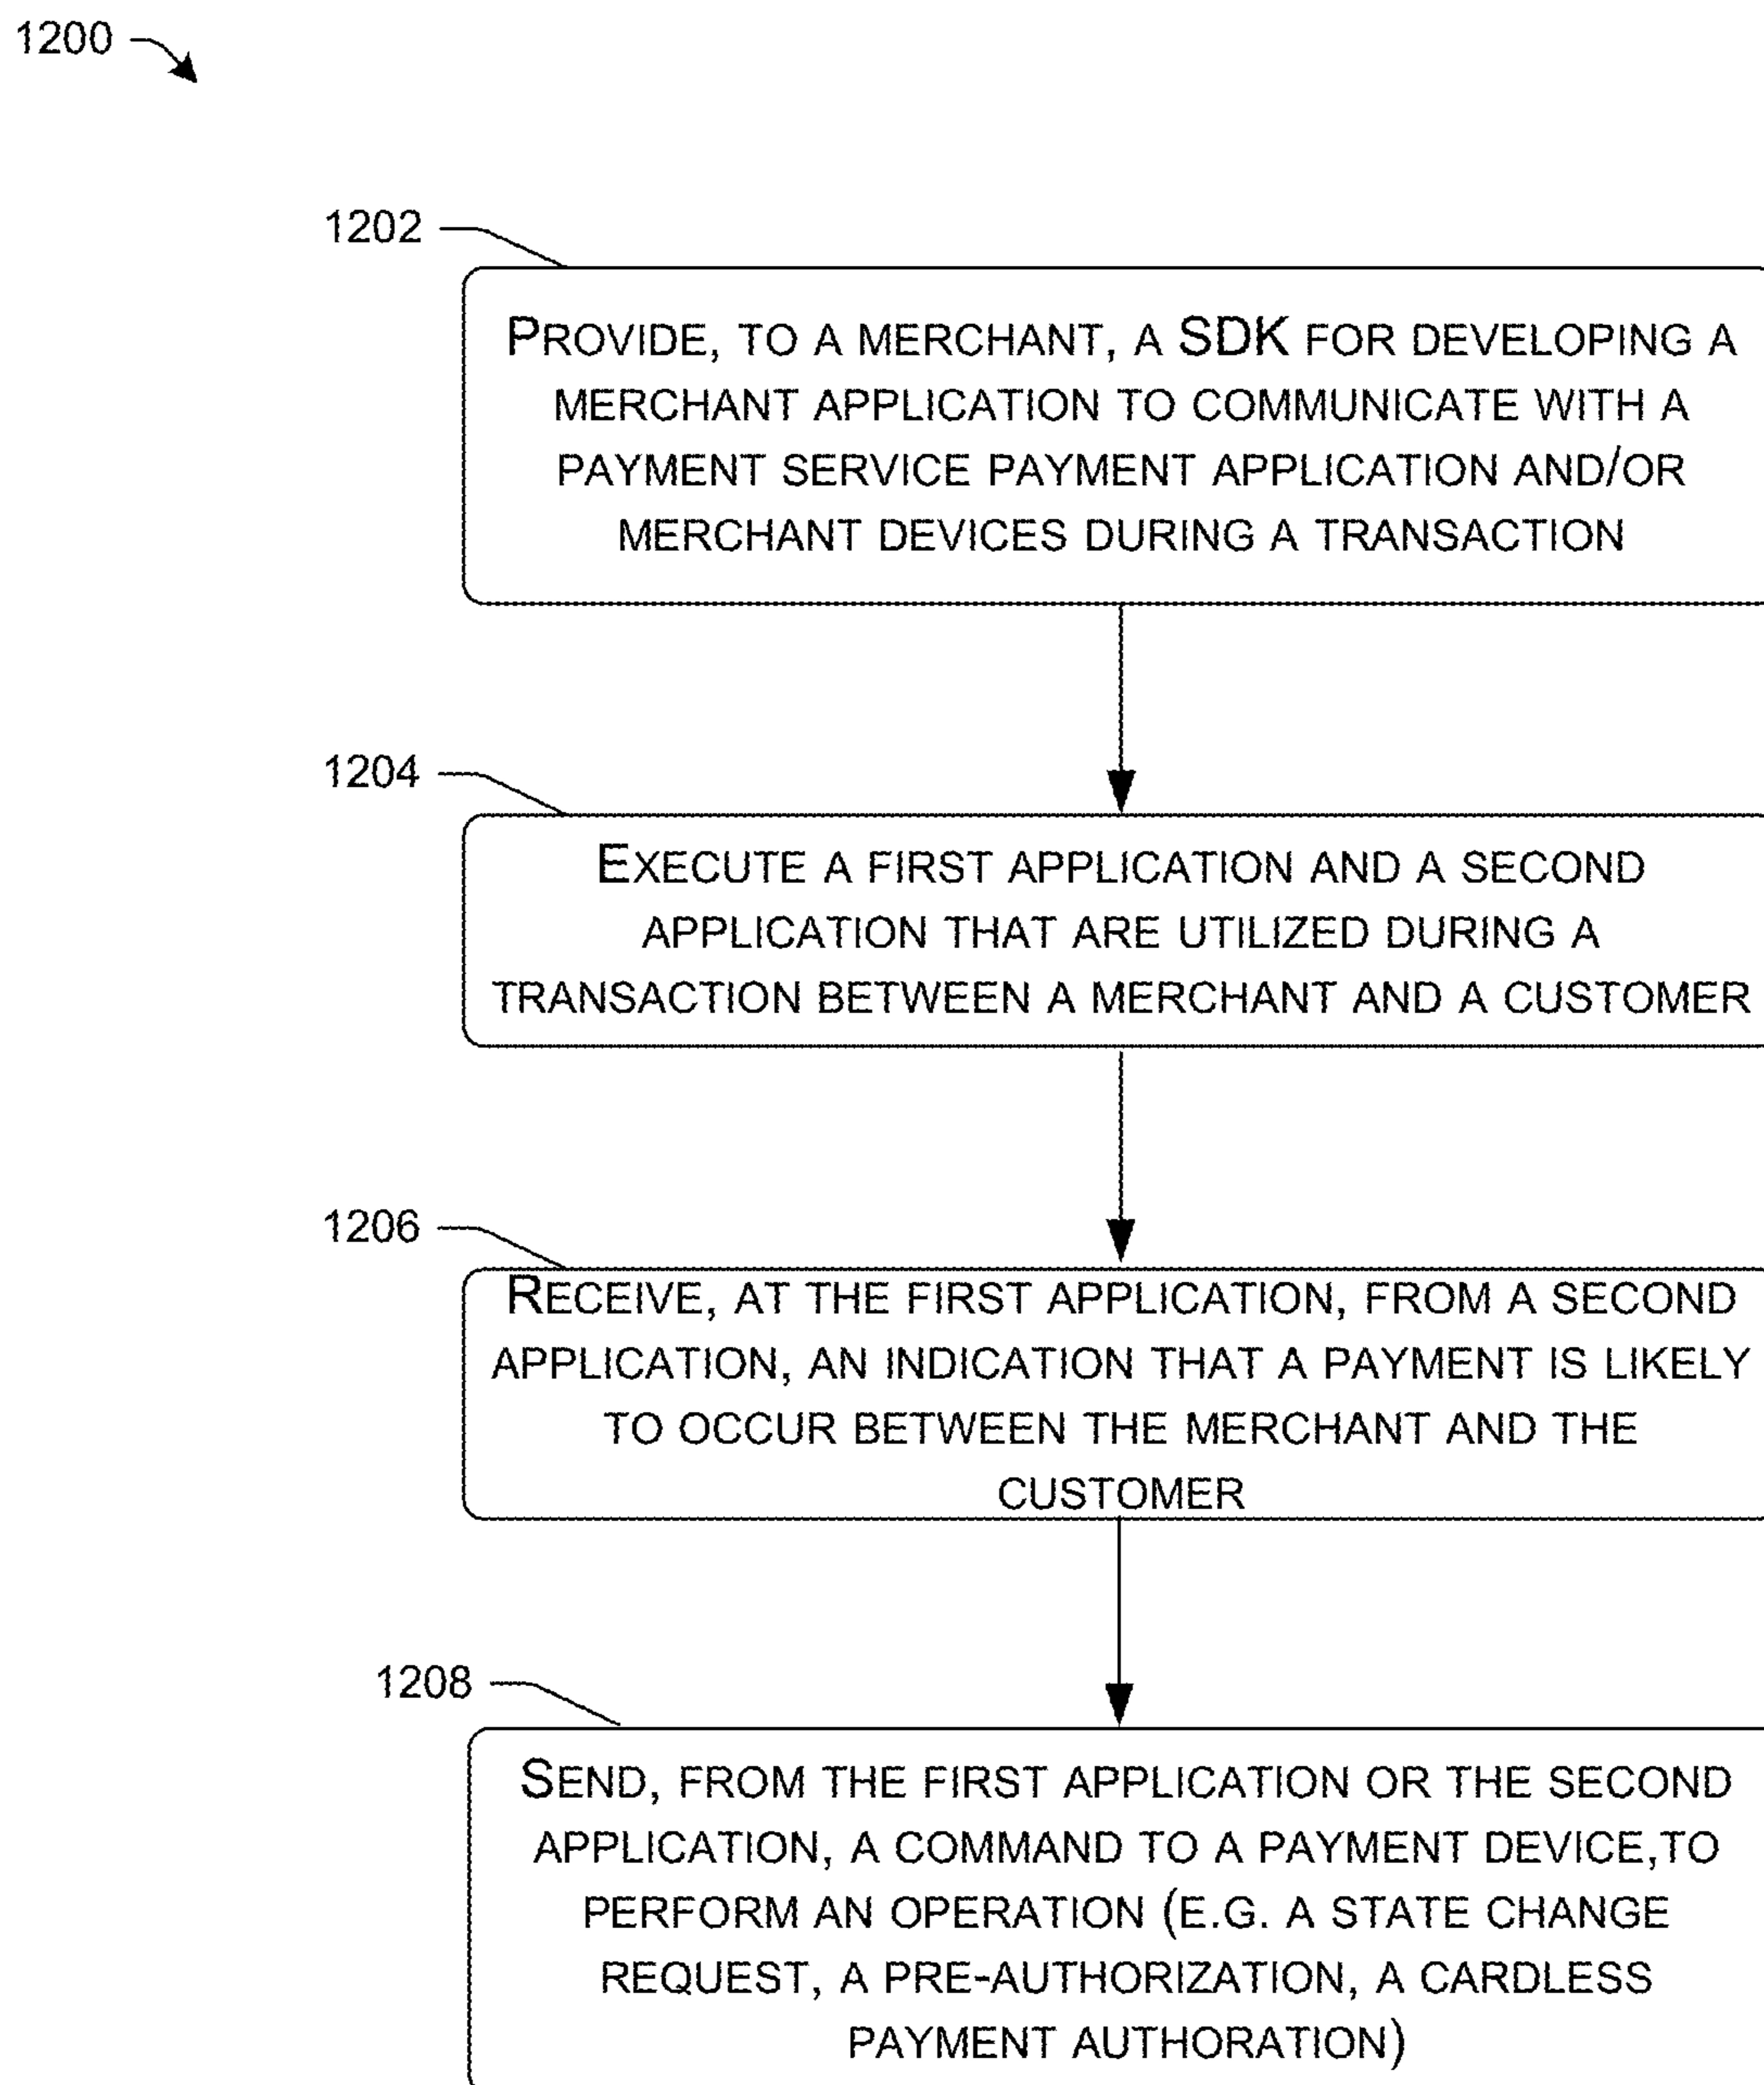 1200
1202
PROVIDE, TO A MERCHANT, A SDK FOR DEVELOPING A
MERCHANT APPLICATION TO COMMUNICATE WITH A
PAYMENT SERVICE PAYMENT APPLICATION AND/OR
MERCHANT DEVICES DURING A TRANSACTION
1204
EXECUTE A FIRST APPLICATION AND A SECOND
APPLICATION THAT ARE UTILIZED DURING A
TRANSACTION BETWEEN A MERCHANT AND A CUSTOMER
1206
RECEIVE, AT THE FIRST APPLICATION, FROM A SECOND
APPLICATION, AN INDICATION THAT A PAYMENT IS LIKELY
TO OCCUR BETWEEN THE MERCHANT AND THE
CUSTOMER
1208
SEND, FROM THE FIRST APPLICATION OR THE SECOND
APPLICATION, A COMMAND TO A PAYMENT DEVICE,TO
PERFORM AN OPERATION (E.G. A STATE CHANGE
REQUEST, A PRE-AUTHORIZATION, A CARDLESS
PAYMENT AUTHORATION)